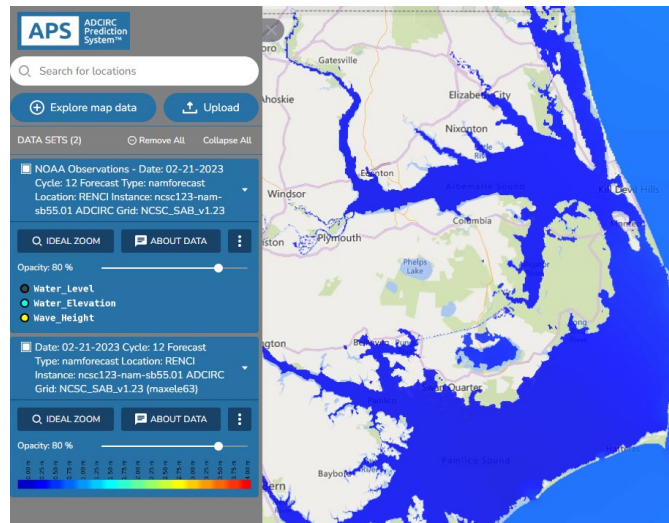 APS
ADCIRC
Prediction
System™
Search for locations
Explore map data
Upload
DATA SETS (2)
Remove All
Collapse All
NOAA Observations - Date: 02-21-2023
Cycle: 12 Forecast Type: namforecast
Location: RENCI Instance: ncsc123-nam-
sb55.01 ADCIRC Grid: NCSC_SAB_v1.23
IDEAL ZOOM
ABOUT DATA
Opacity: 80 %
Water_Level
Water_Elevation
Wave_Height
Date: 02-21-2023 Cycle: 12 Forecast
Type: namforecast Location: RENCI
Instance: ncsc123-nam-sb55.01 ADCIRC
Grid: NCSC_SAB_v1.23 (maxele63)
IDEAL ZOOM
ABOUT DATA
Opacity: 80 %
Gatesville
Ahoskie
Elizabeth City
Nixonton
River
Edenton
Windsor
Albemarle Sound
Kill Devil Hills
Columbia
Plymouth
Phelps
Lake
Swan Quarter
Pamlico Sound
Bayboro
River